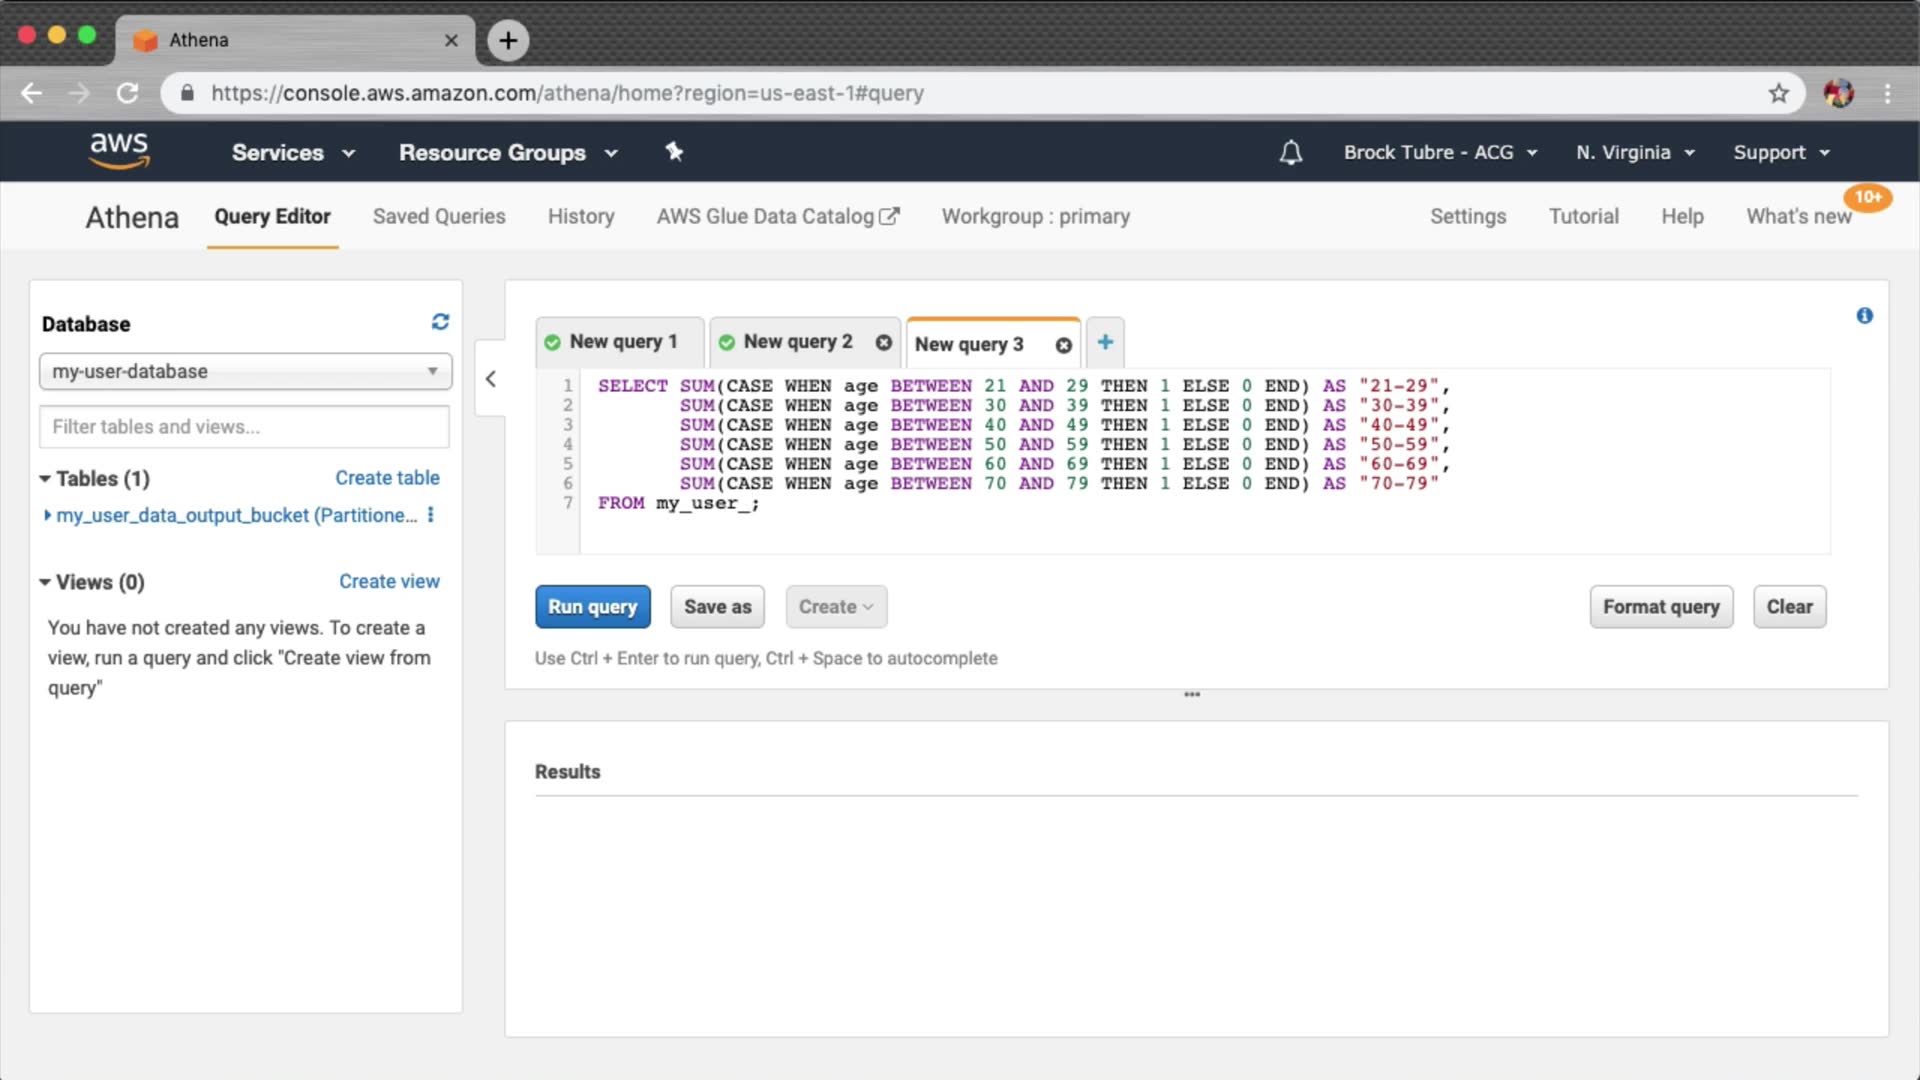 Athena
https://console.aws.amazon.com/athena/home?region=us-east-1#query
aws Services Resource Groups Brock Tubre - ACG N. Virginia Support
Athena Query Editor Saved Queries History AWS Glue Data Catalog Workgroup : primary Settings Tutorial Help What's new 10+
Database
my-user-database
Filter tables and views...
Tables (1) Create table
my_user_data_output_bucket (Partitione...
Views (0) Create view
You have not created any views. To create a
view, run a query and click "Create view from
query"
New query 1 New query 2 New query 3
1 SELECT SUM(CASE WHEN age BETWEEN 21 AND 29 THEN 1 ELSE 0 END) AS "21-29",
2 SUM(CASE WHEN age BETWEEN 30 AND 39 THEN 1 ELSE 0 END) AS "30-39",
3 SUM(CASE WHEN age BETWEEN 40 AND 49 THEN 1 ELSE 0 END) AS "40-49",
4 SUM(CASE WHEN age BETWEEN 50 AND 59 THEN 1 ELSE 0 END) AS "50-59",
5 SUM(CASE WHEN age BETWEEN 60 AND 69 THEN 1 ELSE 0 END) AS "60-69",
6 SUM(CASE WHEN age BETWEEN 70 AND 79 THEN 1 ELSE 0 END) AS "70-79"
7 FROM my_user_;
Run query Save as Create Format query Clear
Use Ctrl + Enter to run query, Ctrl + Space to autocomplete
Results